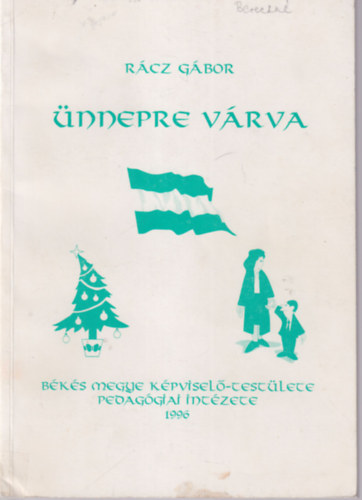 RÁCZ GÁBOR
ÜNNEPRE VÁRVA
BÉKÉS MEGYE KÉPVISELŐ-TESTÜLETE
PEDAGÓGIAI INTÉZETE
1996